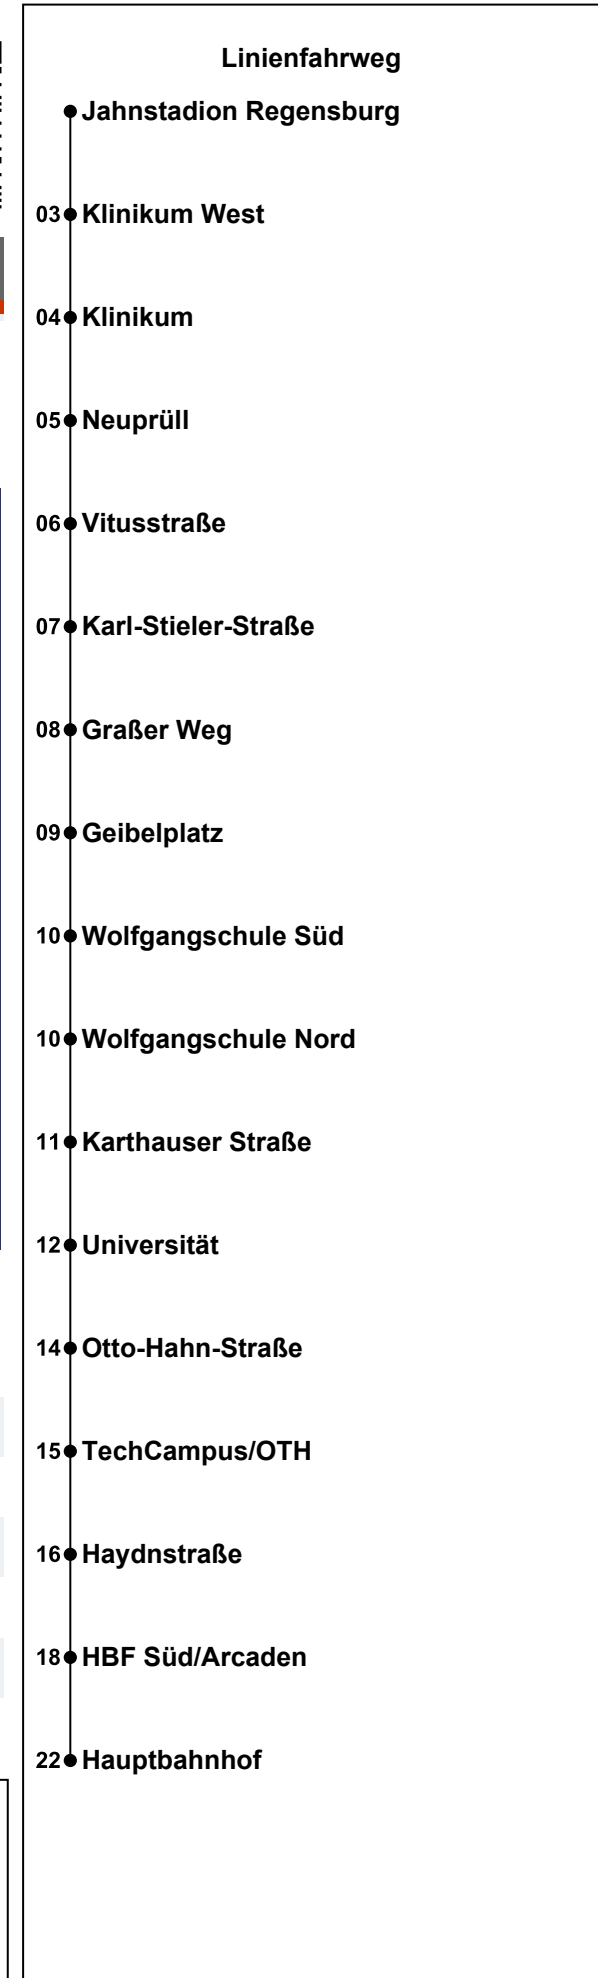 Linienfahrweg
Jahnstadion Regensburg
03 Klinikum West
04 Klinikum
05 Neuprüll
06 Vitusstraße
07 Karl-Stieler-Straße
08 Graßer Weg
09 Geibelplatz
10 Wolfgangschule Süd
10 Wolfgangschule Nord
11 Karthauser Straße
12 Universität
14 Otto-Hahn-Straße
15 TechCampus/OTH
16 Haydnstraße
18 HBF Süd/Arcaden
22 Hauptbahnhof